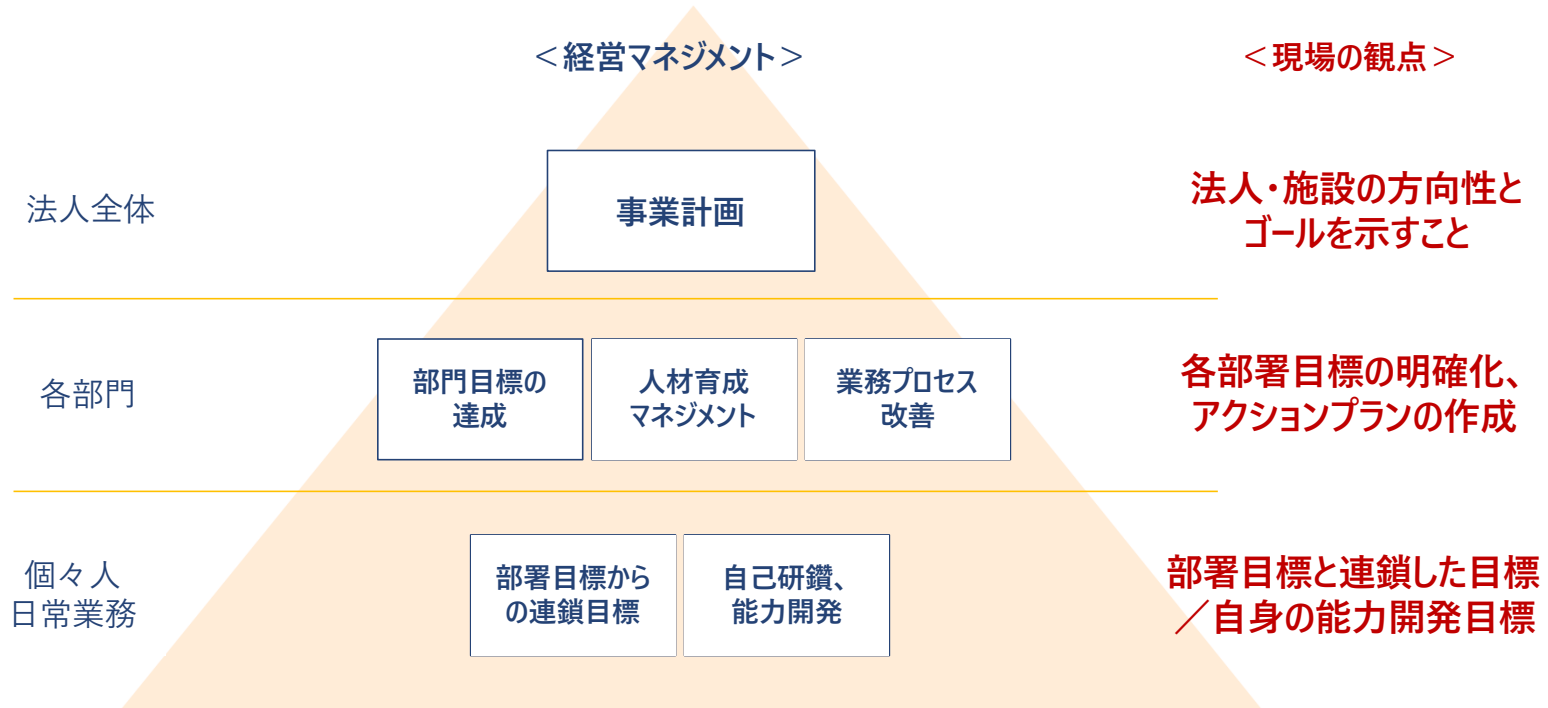 ＜経営マネジメント＞
＜現場の観点＞
法人全体
事業計画
法人・施設の方向性と
ゴールを示すこと
各部門
部門目標の
達成
人材育成
マネジメント
業務プロセス
改善
各部署目標の明確化、
アクションプランの作成
個々人
日常業務
部署目標から
の連鎖目標
自己研鑽、
能力開発
部署目標と連鎖した目標
／自身の能力開発目標